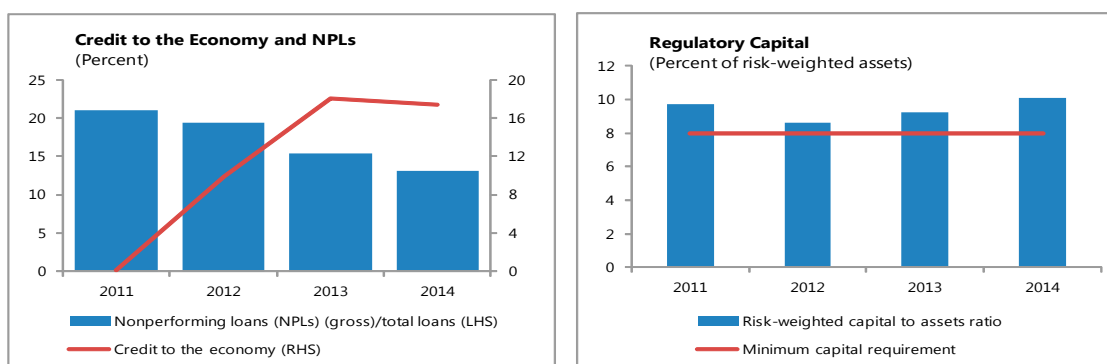 Credit to the Economy and NPLs
(Percent)
25
20
15
10
5
0
20
16
12
8
4
0
2011 2012 2013 2014
Nonperforming loans (NPLs) (gross)/total loans (LHS)
Credit to the economy (RHS)
Regulatory Capital
(Percent of risk-weighted assets)
12
10
8
6
4
2
0
2011 2012 2013 2014
Risk-weighted capital to assets ratio
Minimum capital requirement